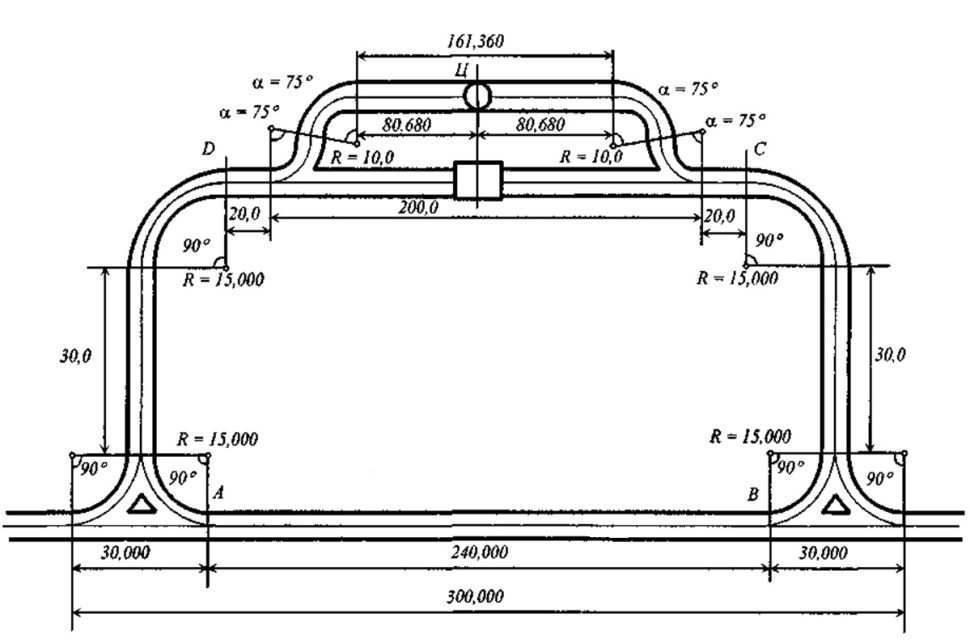 161,360
Ц
α = 75°
α = 75°
α = 75°
α = 75°
80,680
80,680
D
R = 10,0
R = 10,0
C
20,0
200,0
20,0
90°
90°
R = 15,000
R = 15,000
30,0
30,0
R = 15,000
R = 15,000
90°
90°
A
B
90°
90°
30,000
240,000
30,000
300,000